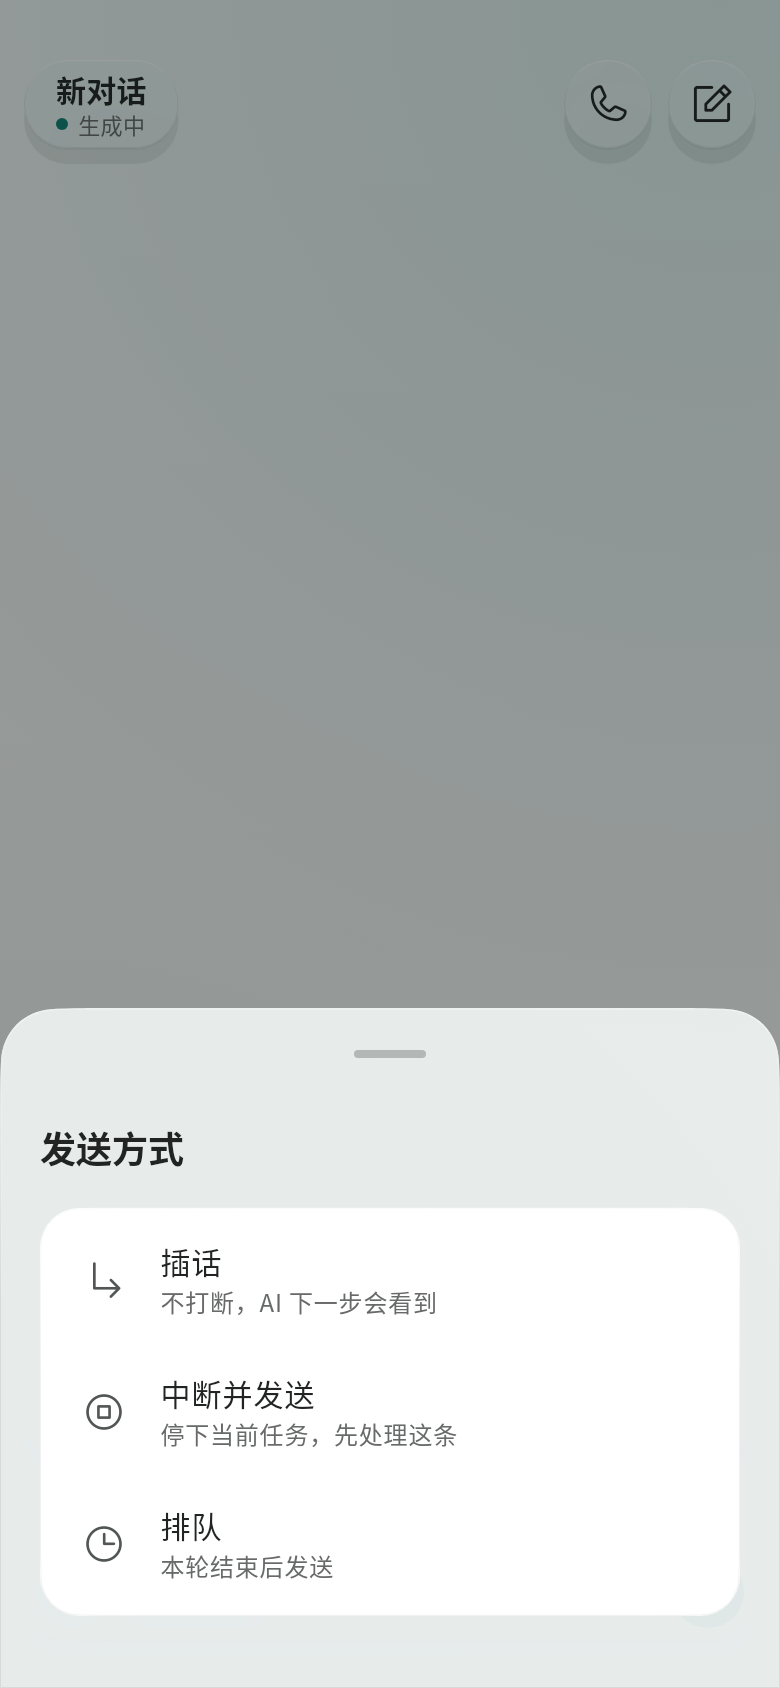 新对话
生成中
发送方式
插话
不打断，AI 下一步会看到
中断并发送
停下当前任务，先处理这条
排队
本轮结束后发送